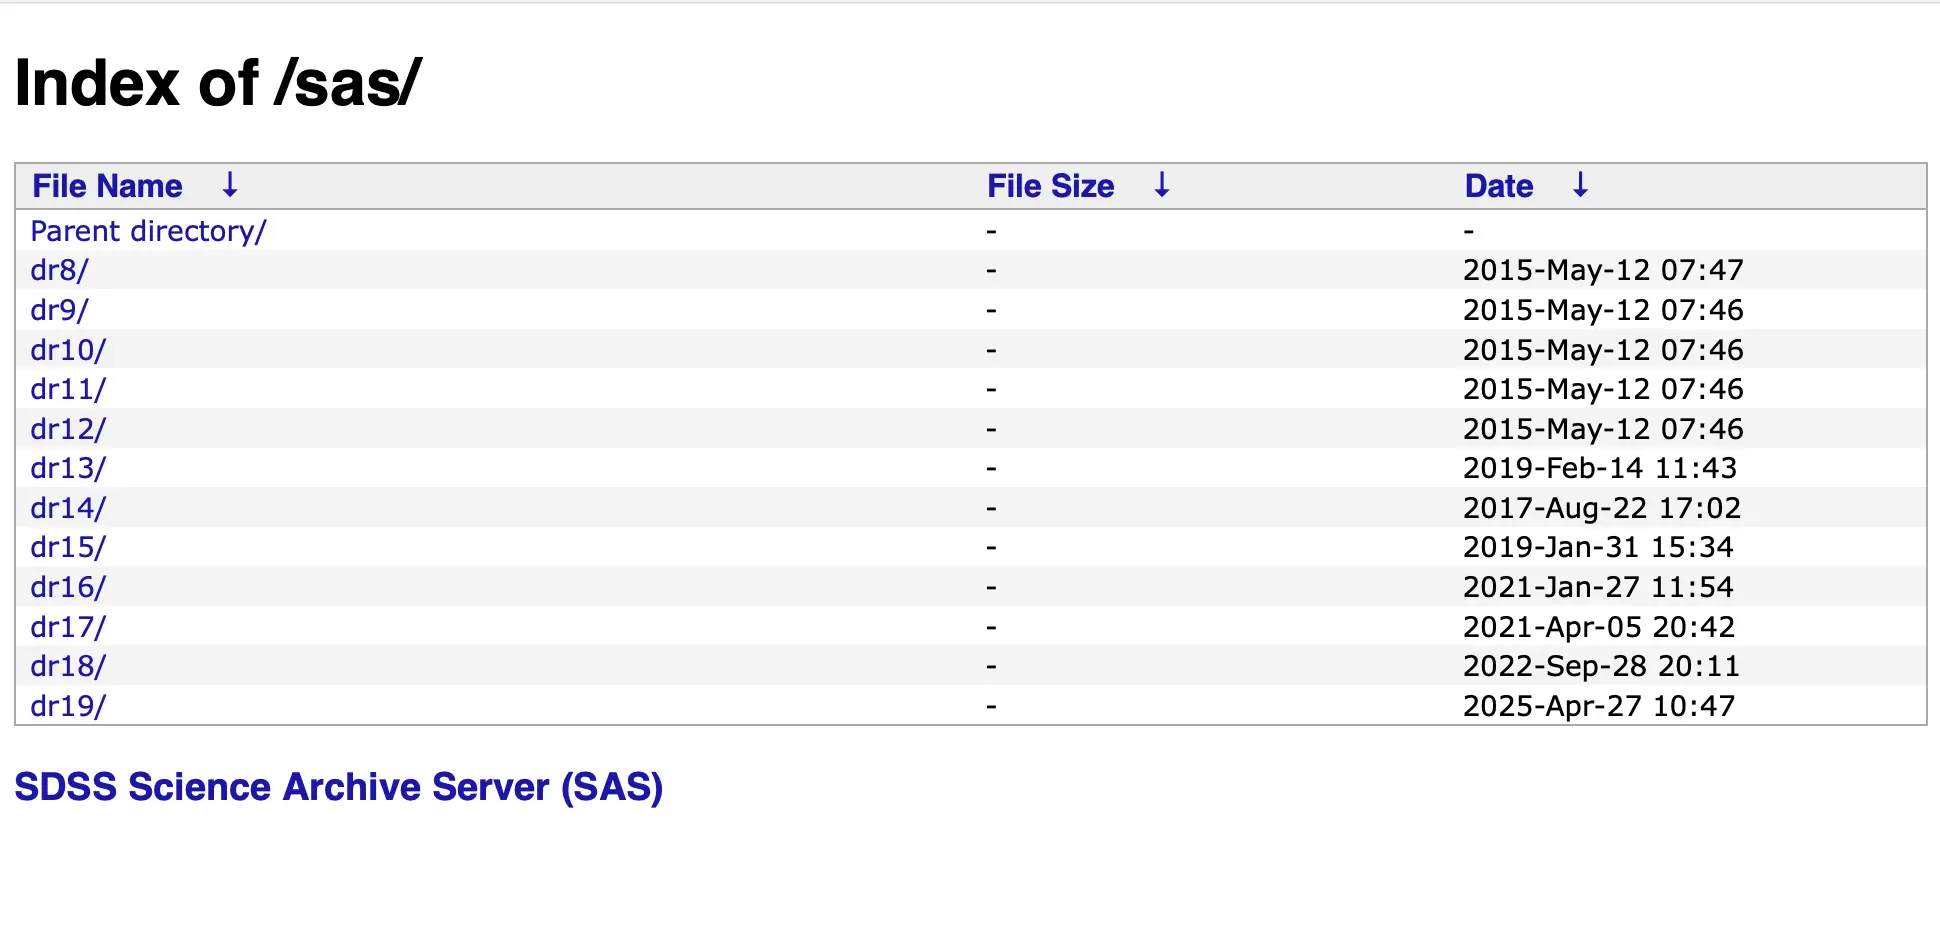 Index of /sas/
File Name ↓ File Size ↓ Date ↓
Parent directory/ - -
dr8/ - 2015-May-12 07:47
dr9/ - 2015-May-12 07:46
dr10/ - 2015-May-12 07:46
dr11/ - 2015-May-12 07:46
dr12/ - 2015-May-12 07:46
dr13/ - 2019-Feb-14 11:43
dr14/ - 2017-Aug-22 17:02
dr15/ - 2019-Jan-31 15:34
dr16/ - 2021-Jan-27 11:54
dr17/ - 2021-Apr-05 20:42
dr18/ - 2022-Sep-28 20:11
dr19/ - 2025-Apr-27 10:47
SDSS Science Archive Server (SAS)